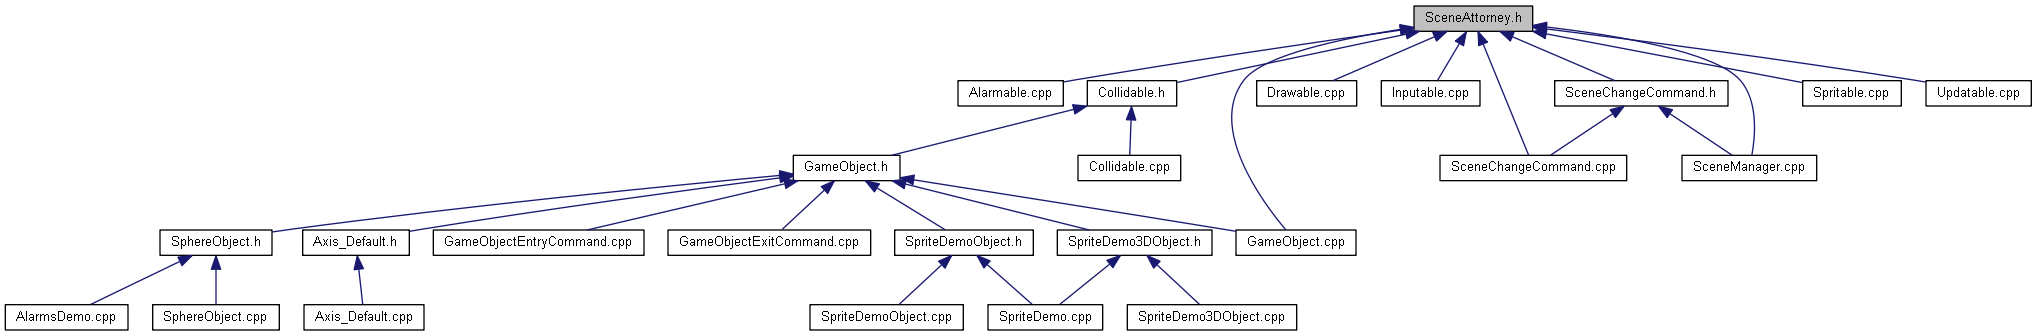 SceneAttorney.h
Alarmable.cpp
Collidable.h
Drawable.cpp
Inputable.cpp
SceneChangeCommand.h
Spritable.cpp
Updatable.cpp
GameObject.h
Collidable.cpp
SceneChangeCommand.cpp
SceneManager.cpp
SphereObject.h
Axis_Default.h
GameObjectEntryCommand.cpp
GameObjectExitCommand.cpp
SpriteDemoObject.h
SpriteDemo3DObject.h
GameObject.cpp
AlarmsDemo.cpp
SphereObject.cpp
Axis_Default.cpp
SpriteDemoObject.cpp
SpriteDemo.cpp
SpriteDemo3DObject.cpp